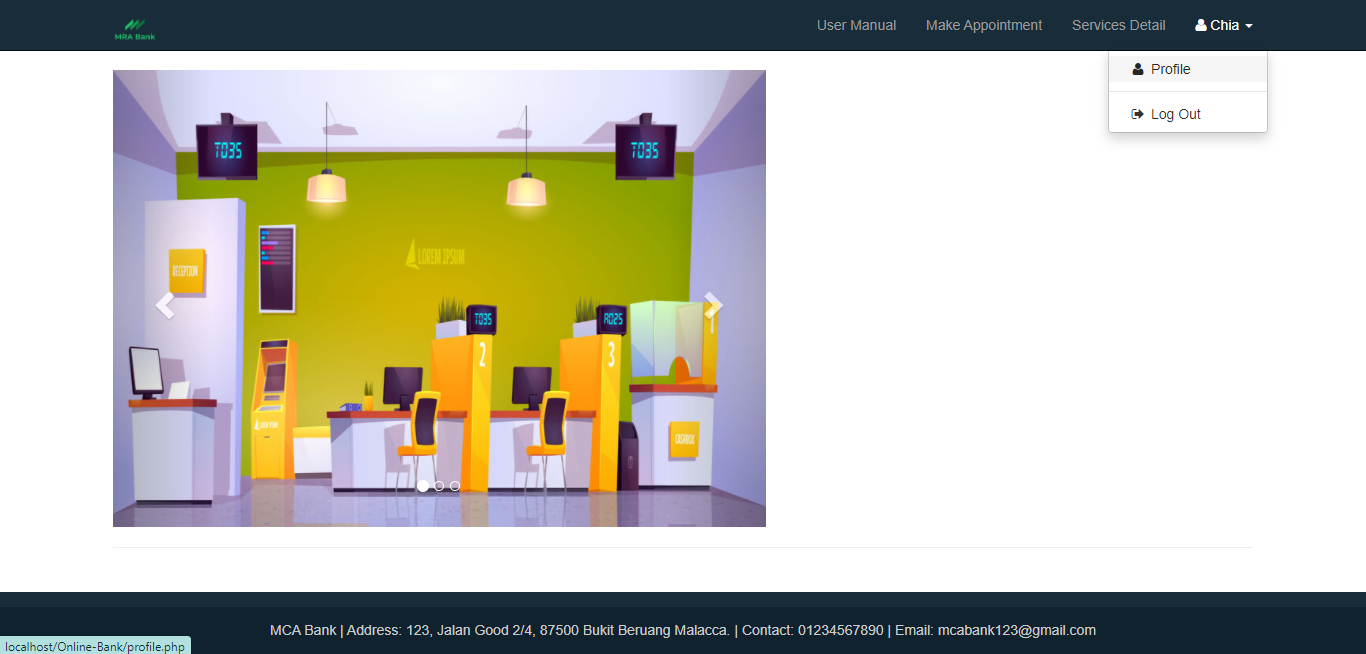 MRA Bank
User Manual
Make Appointment
Services Detail
Chia
Profile
Log Out
T035
T035
RECEPTION
LOREM IPSUM
T035
A025
2
3
LOREM IPSUM
CASHBOX
MCA Bank | Address: 123, Jalan Good 2/4, 87500 Bukit Beruang Malacca. | Contact: 01234567890 | Email: mcabank123@gmail.com
localhost/Online-Bank/profile.php